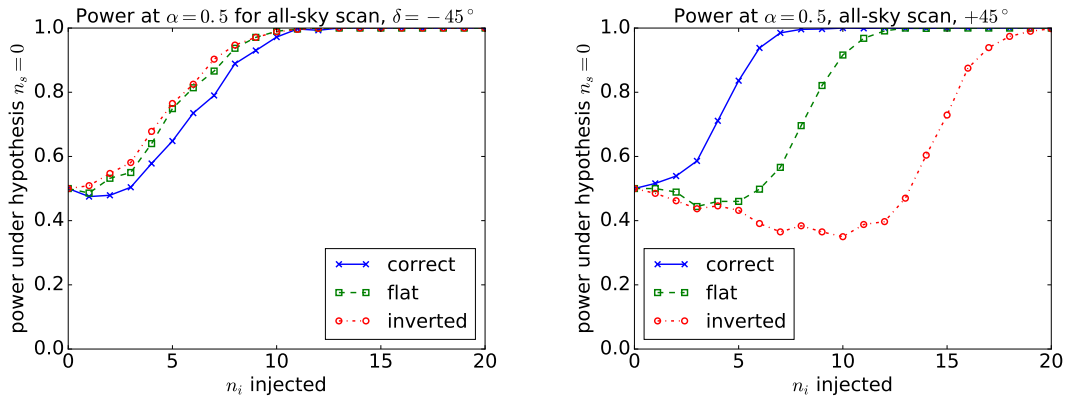 Power at α = 0.5 for all-sky scan, δ = −45°
power under hypothesis n_s = 0
1.0
0.8
0.6
0.4
0.2
0.0
correct
flat
inverted
0 5 10 15 20
n_i injected
Power at α = 0.5, all-sky scan, +45°
power under hypothesis n_s = 0
1.0
0.8
0.6
0.4
0.2
0.0
correct
flat
inverted
0 5 10 15 20
n_i injected